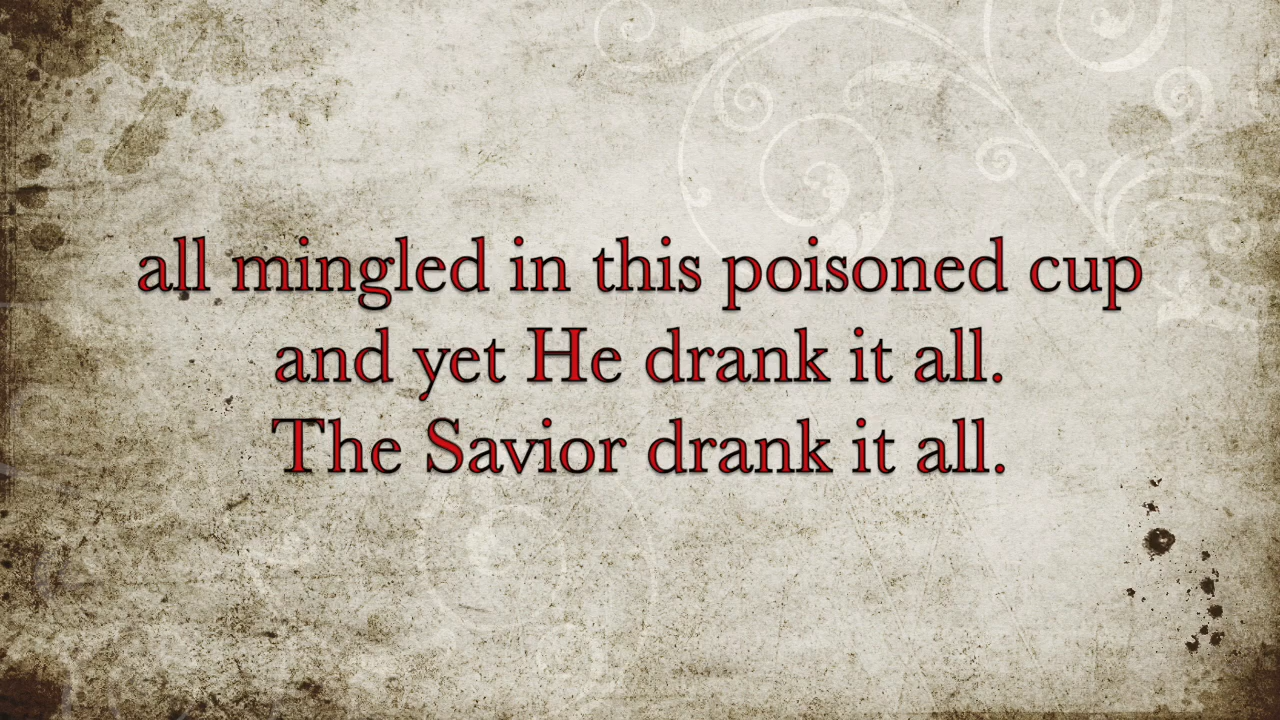 all mingled in this poisoned cup
and yet He drank it all.
The Savior drank it all.